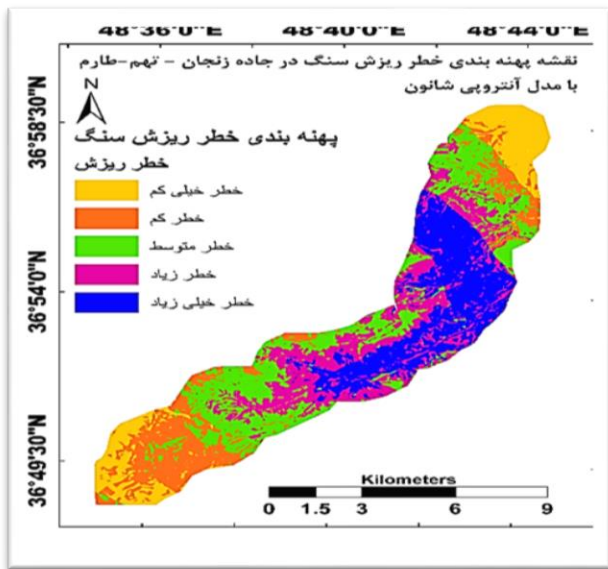 48°36'0"E 48°40'0"E 48°44'0"E
نقشه پهنه بندی خطر ریزش سنگ در جاده زنجان - تهم-طارم
با مدل آنتروپی شانون
N
36°58'30"N
پهنه بندی خطر ریزش سنگ
خطر ریزش
خطر خیلی کم
خطر کم
خطر متوسط
خطر زیاد
خطر خیلی زیاد
36°54'0"N
36°49'30"N
Kilometers
0 1.5 3 6 9